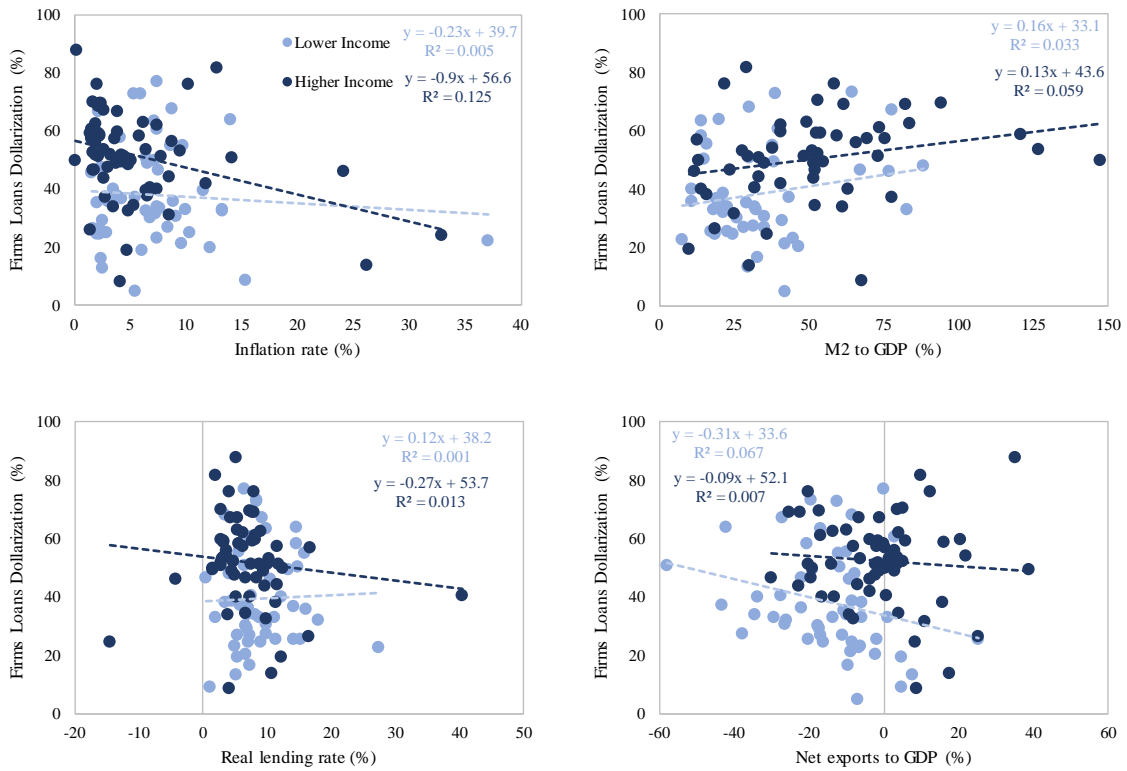 Firms Loans Dollarization (%)
100
80
60
40
20
0
Lower Income
Higher Income
y = -0.23x + 39.7
R² = 0.005
y = -0.9x + 56.6
R² = 0.125
0 5 10 15 20 25 30 35 40
Inflation rate (%)
Firms Loans Dollarization (%)
100
80
60
40
20
0
y = 0.16x + 33.1
R² = 0.033
y = 0.13x + 43.6
R² = 0.059
0 25 50 75 100 125 150
M2 to GDP (%)
Firms Loans Dollarization (%)
100
80
60
40
20
0
y = 0.12x + 38.2
R² = 0.001
y = -0.27x + 53.7
R² = 0.013
-20 -10 0 10 20 30 40 50
Real lending rate (%)
Firms Loans Dollarization (%)
100
80
60
40
20
0
y = -0.31x + 33.6
R² = 0.067
y = -0.09x + 52.1
R² = 0.007
-60 -40 -20 0 20 40 60
Net exports to GDP (%)